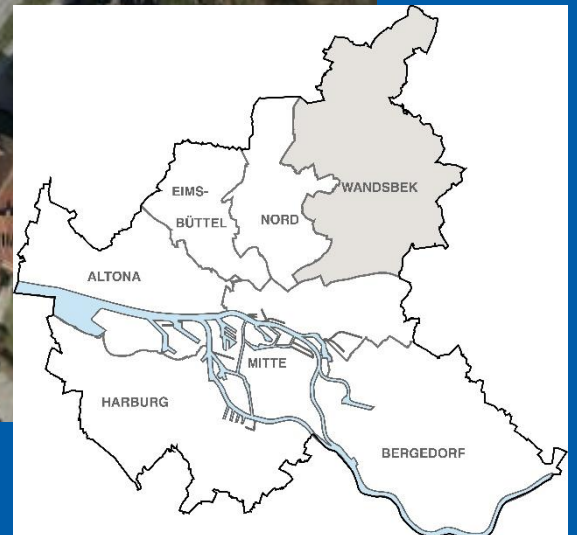 WANDSBEK
EIMS-
BÜTTEL
NORD
ALTONA
MITTE
HARBURG
BERGEDORF